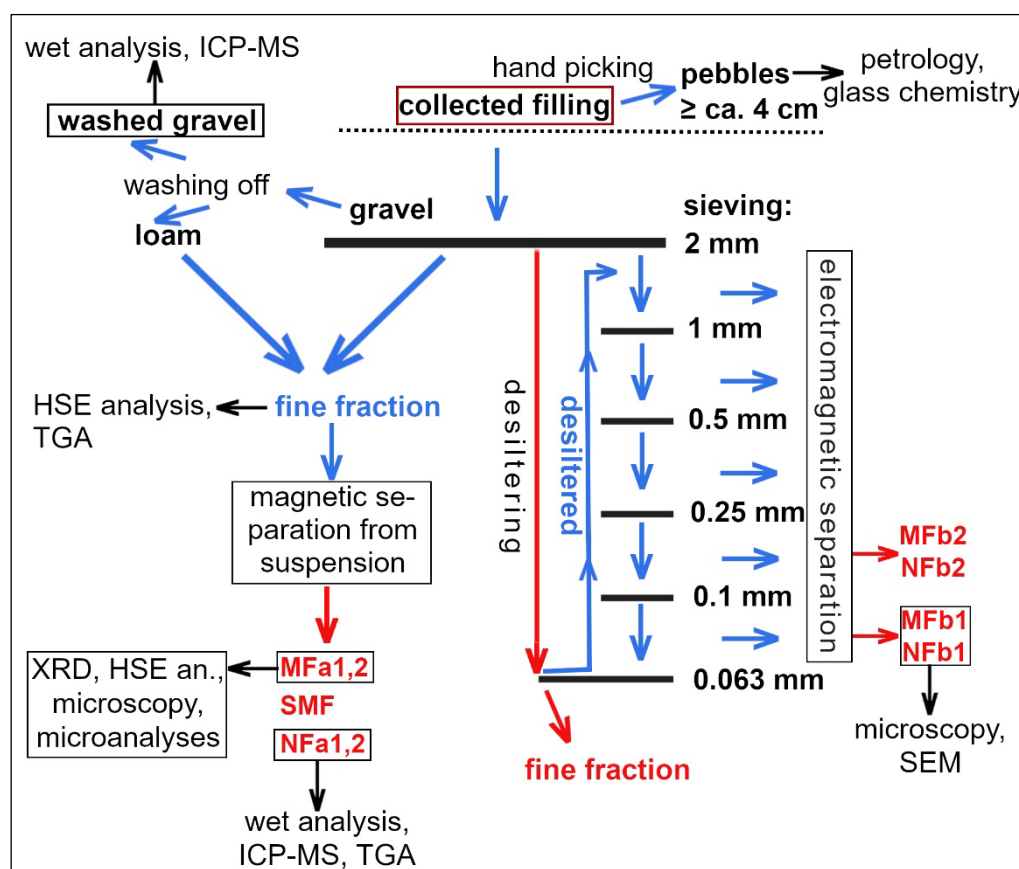 wet analysis, ICP-MS
washed gravel
washing off
loam
gravel
hand picking
collected filling
pebbles
≥ ca. 4 cm
petrology,
glass chemistry
sieving:
2 mm
1 mm
0.5 mm
0.25 mm
0.1 mm
0.063 mm
desiltering
desiltered
electromagnetic separation
HSE analysis,
TGA
fine fraction
magnetic se-
paration from
suspension
XRD, HSE an.,
microscopy,
microanalyses
MFa1,2
SMF
NFa1,2
wet analysis,
ICP-MS, TGA
fine fraction
MFb2
NFb2
MFb1
NFb1
microscopy,
SEM